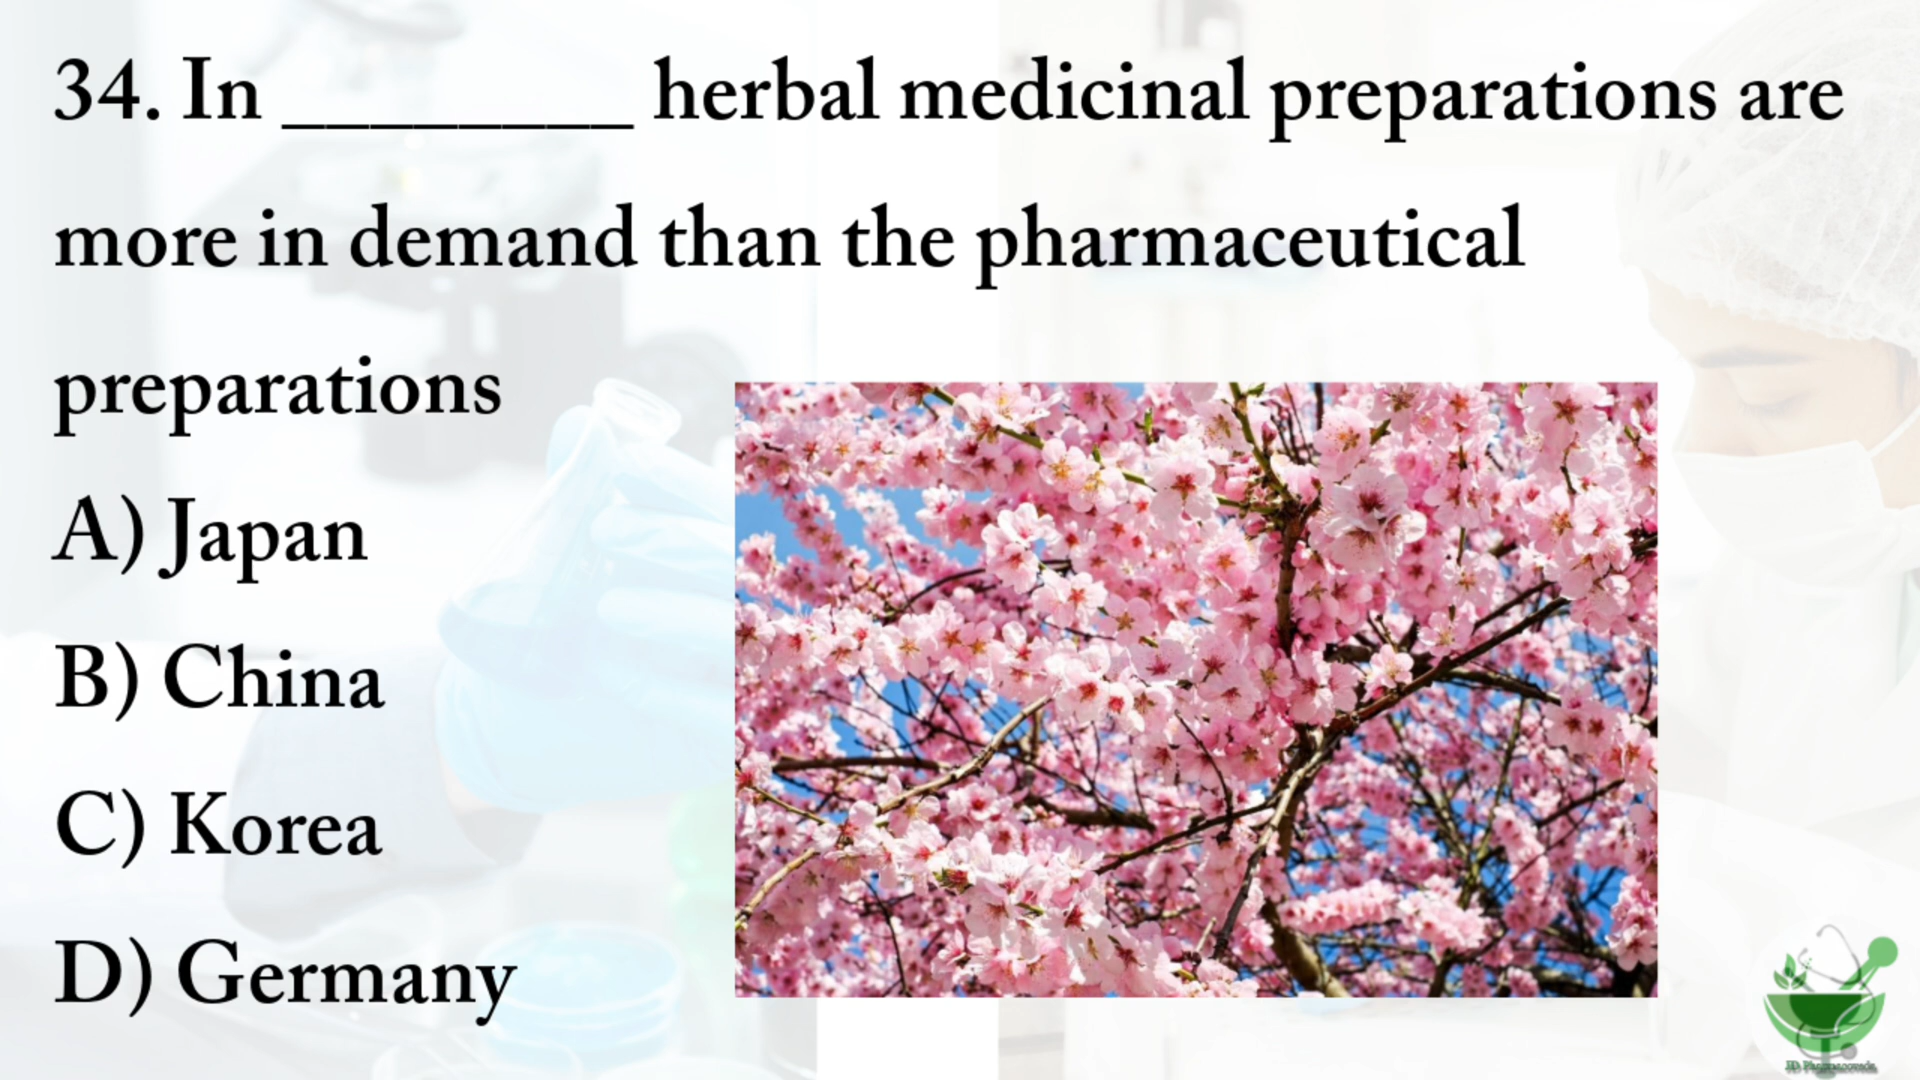 34. In ________ herbal medicinal preparations are
more in demand than the pharmaceutical
preparations
A) Japan
B) China
C) Korea
D) Germany